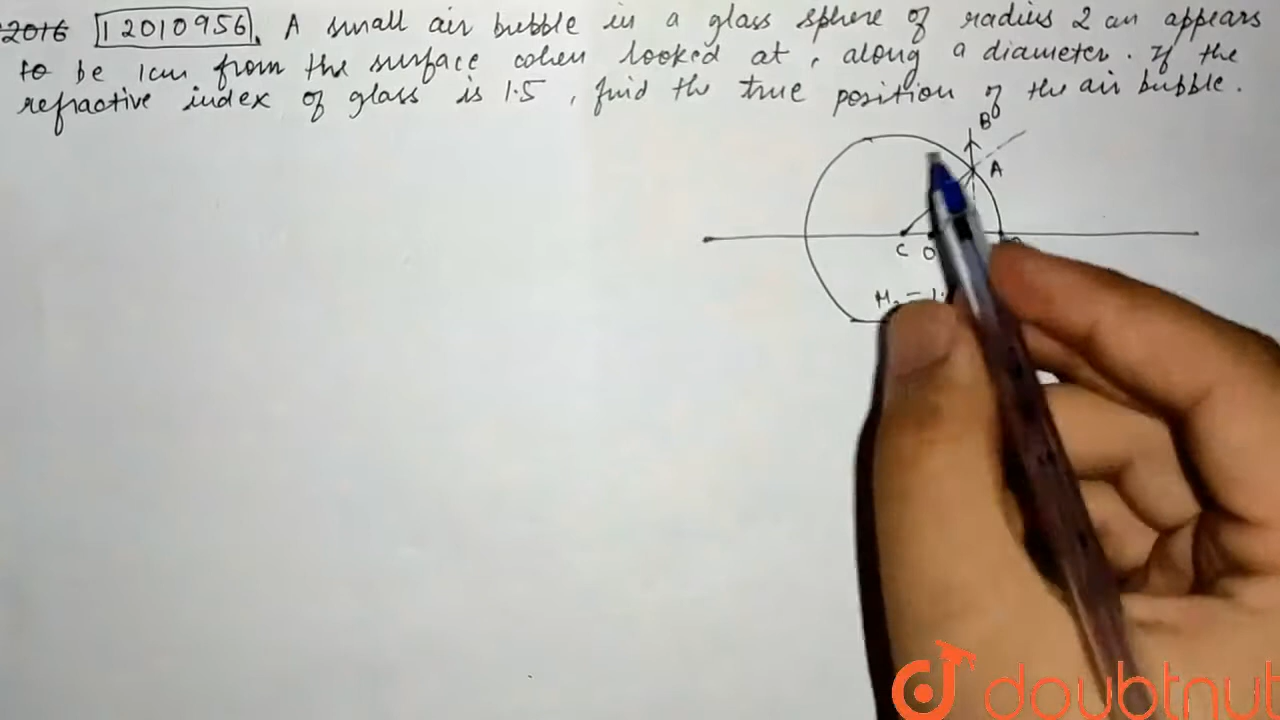 2016 12010956. A small air bubble in a glass sphere of radius 2 cm appears
to be 1cm from the surface when looked at, along a diameter. If the
refractive index of glass is 1.5, find the true position of the air bubble.
B
A
C O
doubtnut